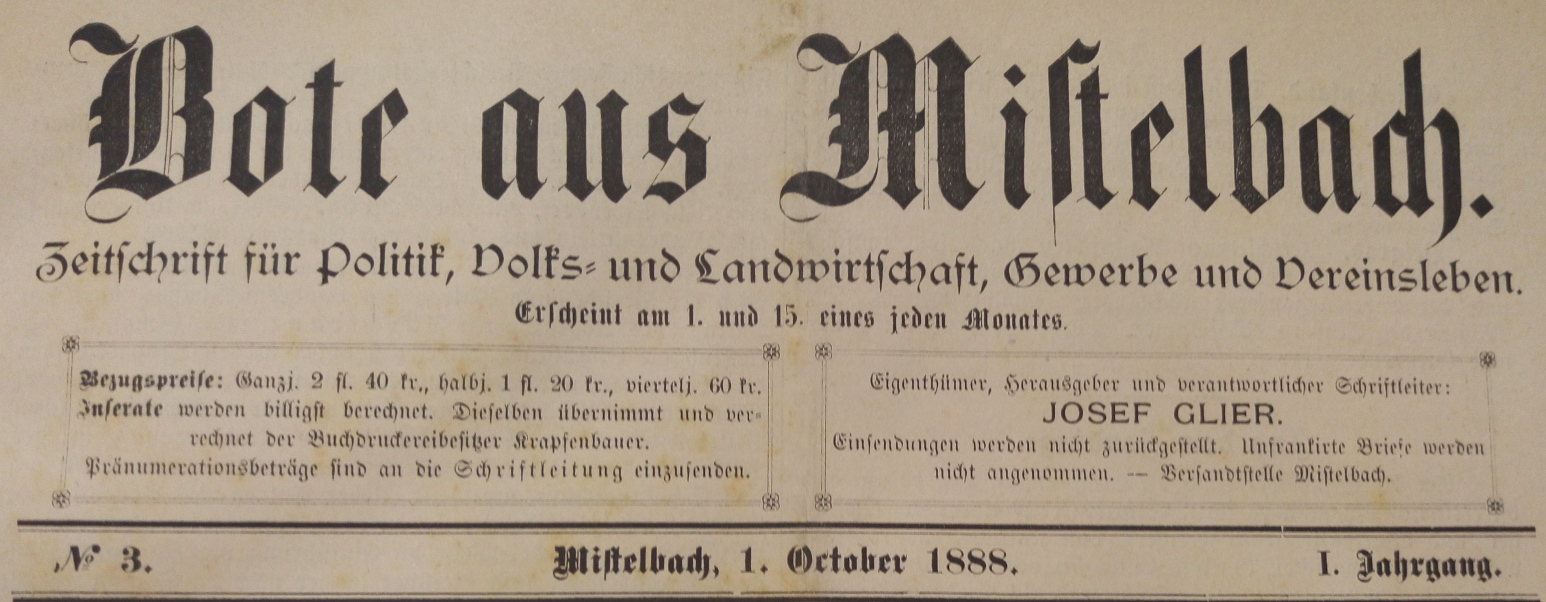 Bote aus Mistelbach.
Zeitschrift für Politik, Volks- und Landwirtschaft, Gewerbe und Vereinsleben.
Erscheint am 1. und 15. eines jeden Monates.
Bezugspreise: Ganzj. 2 fl. 40 kr., halbj. 1 fl. 20 kr., viertelj. 60 kr.
Inserate werden billigst berechnet. Dieselben übernimmt und ver-
rechnet der Buchdruckereibesitzer Krapfenbauer.
Pränumerationsbeträge sind an die Schriftleitung einzusenden.
Eigenthümer, Herausgeber und verantwortlicher Schriftleiter:
JOSEF GLIER.
Einsendungen werden nicht zurückgestellt. Unfrankirte Briefe werden
nicht angenommen. — Versandtstelle Mistelbach.
№ 3. Mistelbach, 1. October 1888. I. Jahrgang.